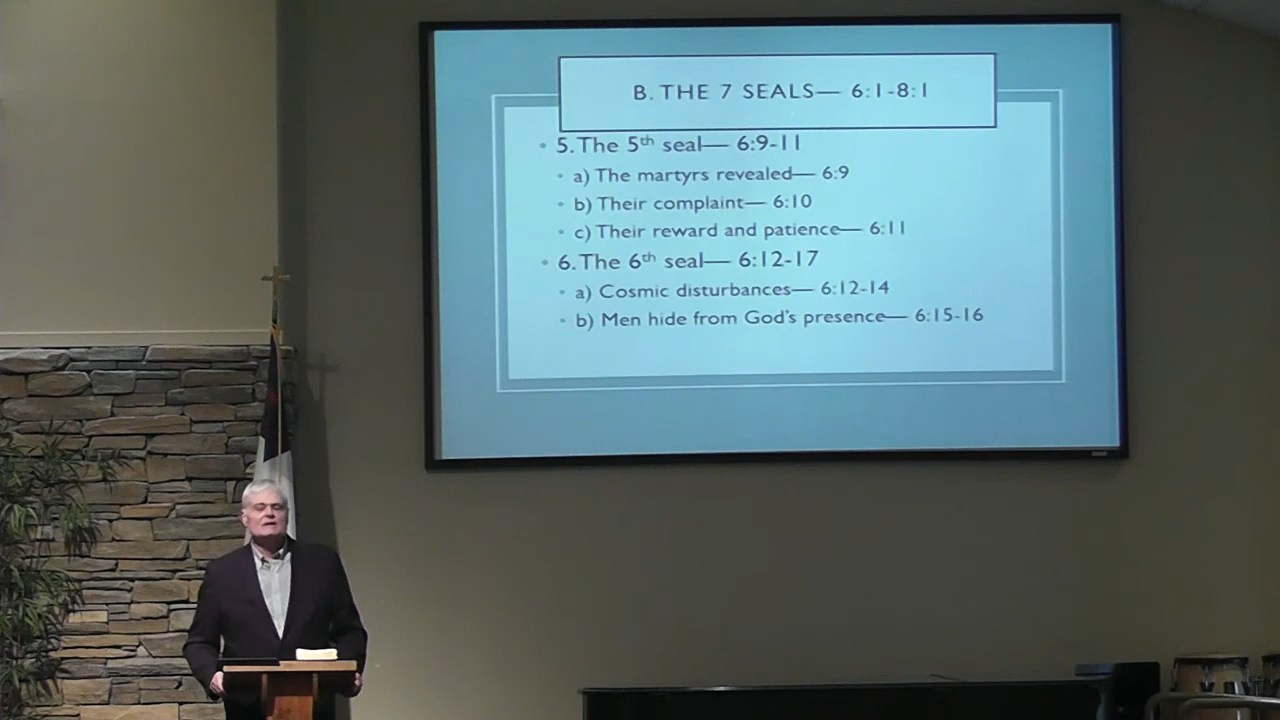 B. THE 7 SEALS— 6:1-8:1
• 5. The 5th seal— 6:9-11
• a) The martyrs revealed— 6:9
• b) Their complaint— 6:10
• c) Their reward and patience— 6:11
• 6. The 6th seal— 6:12-17
• a) Cosmic disturbances— 6:12-14
• b) Men hide from God's presence— 6:15-16